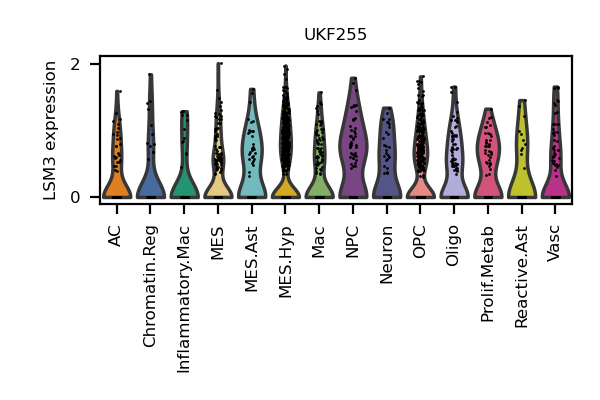 UKF255
LSM3 expression
2
0
AC
Chromatin.Reg
Inflammatory.Mac
MES
MES.Ast
MES.Hyp
Mac
NPC
Neuron
OPC
Oligo
Prolif.Metab
Reactive.Ast
Vasc